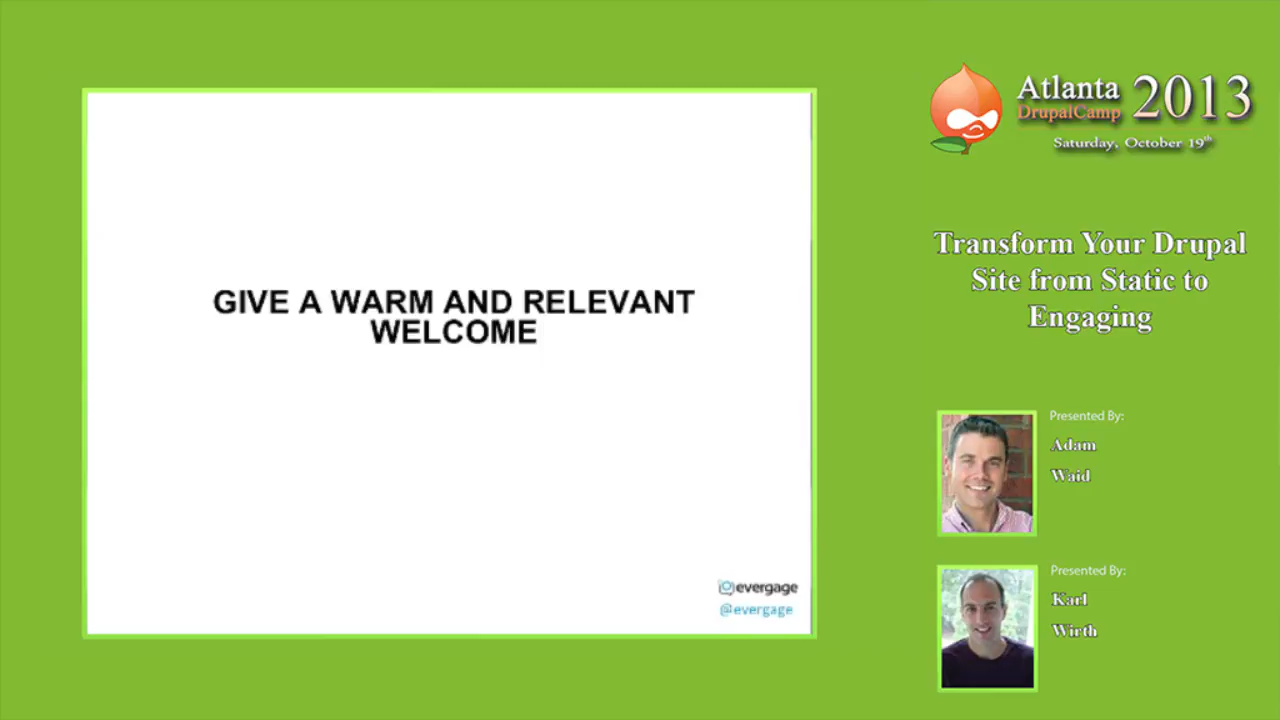 GIVE A WARM AND RELEVANT
WELCOME
evergage
@evergage
Atlanta
DrupalCamp
2013
Saturday, October 19th
Transform Your Drupal
Site from Static to
Engaging
Presented By:
Adam
Waid
Presented By:
Karl
Wirth